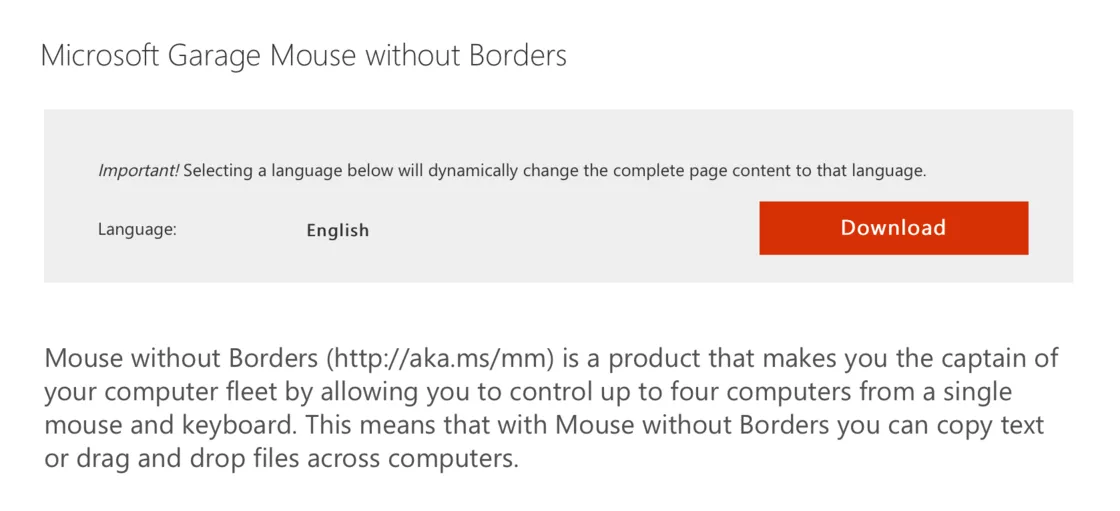 Microsoft Garage Mouse without Borders
Important! Selecting a language below will dynamically change the complete page content to that language.
Language: English Download
Mouse without Borders (http://aka.ms/mm) is a product that makes you the captain of
your computer fleet by allowing you to control up to four computers from a single
mouse and keyboard. This means that with Mouse without Borders you can copy text
or drag and drop files across computers.